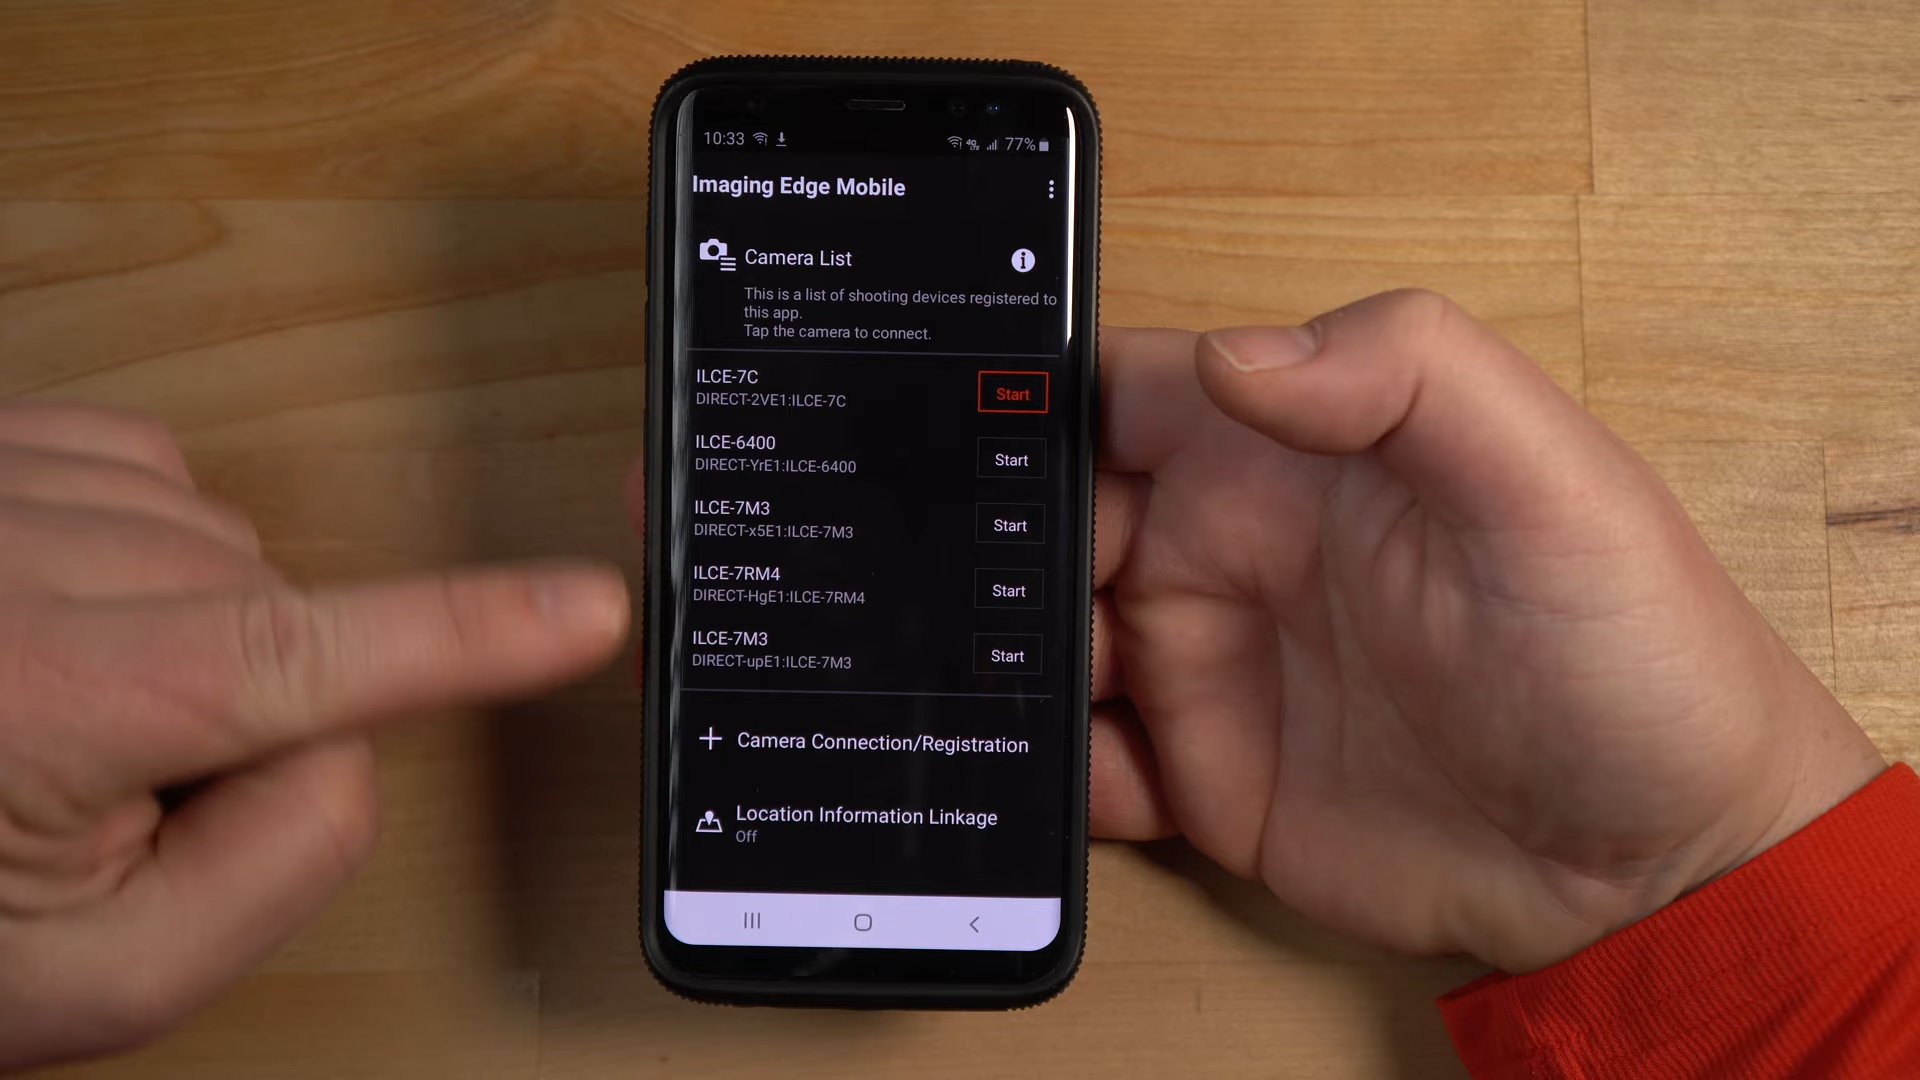 10:33 77%
Imaging Edge Mobile
Camera List
This is a list of shooting devices registered to
this app.
Tap the camera to connect.
ILCE-7C
DIRECT-2VE1:ILCE-7C
Start
ILCE-6400
DIRECT-YrE1:ILCE-6400
Start
ILCE-7M3
DIRECT-x5E1:ILCE-7M3
Start
ILCE-7RM4
DIRECT-HgE1:ILCE-7RM4
Start
ILCE-7M3
DIRECT-upE1:ILCE-7M3
Start
Camera Connection/Registration
Location Information Linkage
Off